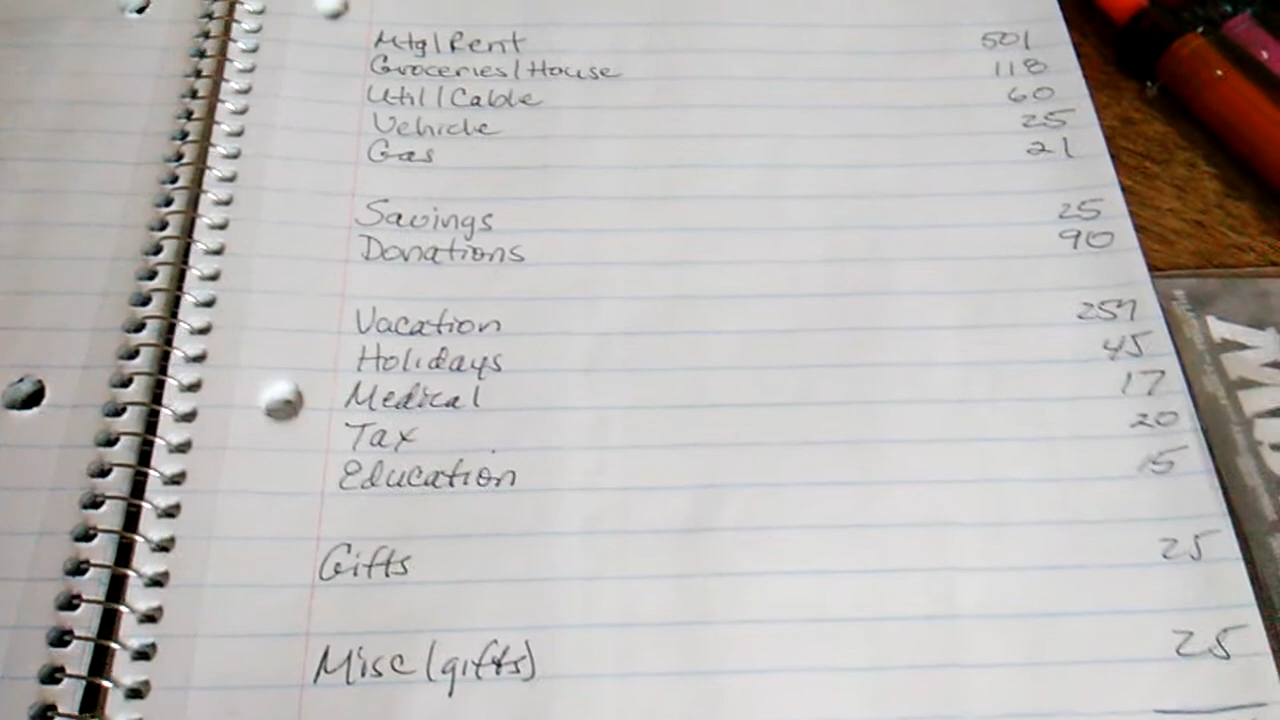 Mtg/Rent 501
Groceries/House 118
Util/Cable 60
Vehicle 25
Gas 21
Savings 25
Donations 90
Vacation 257
Holidays 45
Medical 17
Tax 20
Education 15
Gifts 25
Misc (gifts) 25